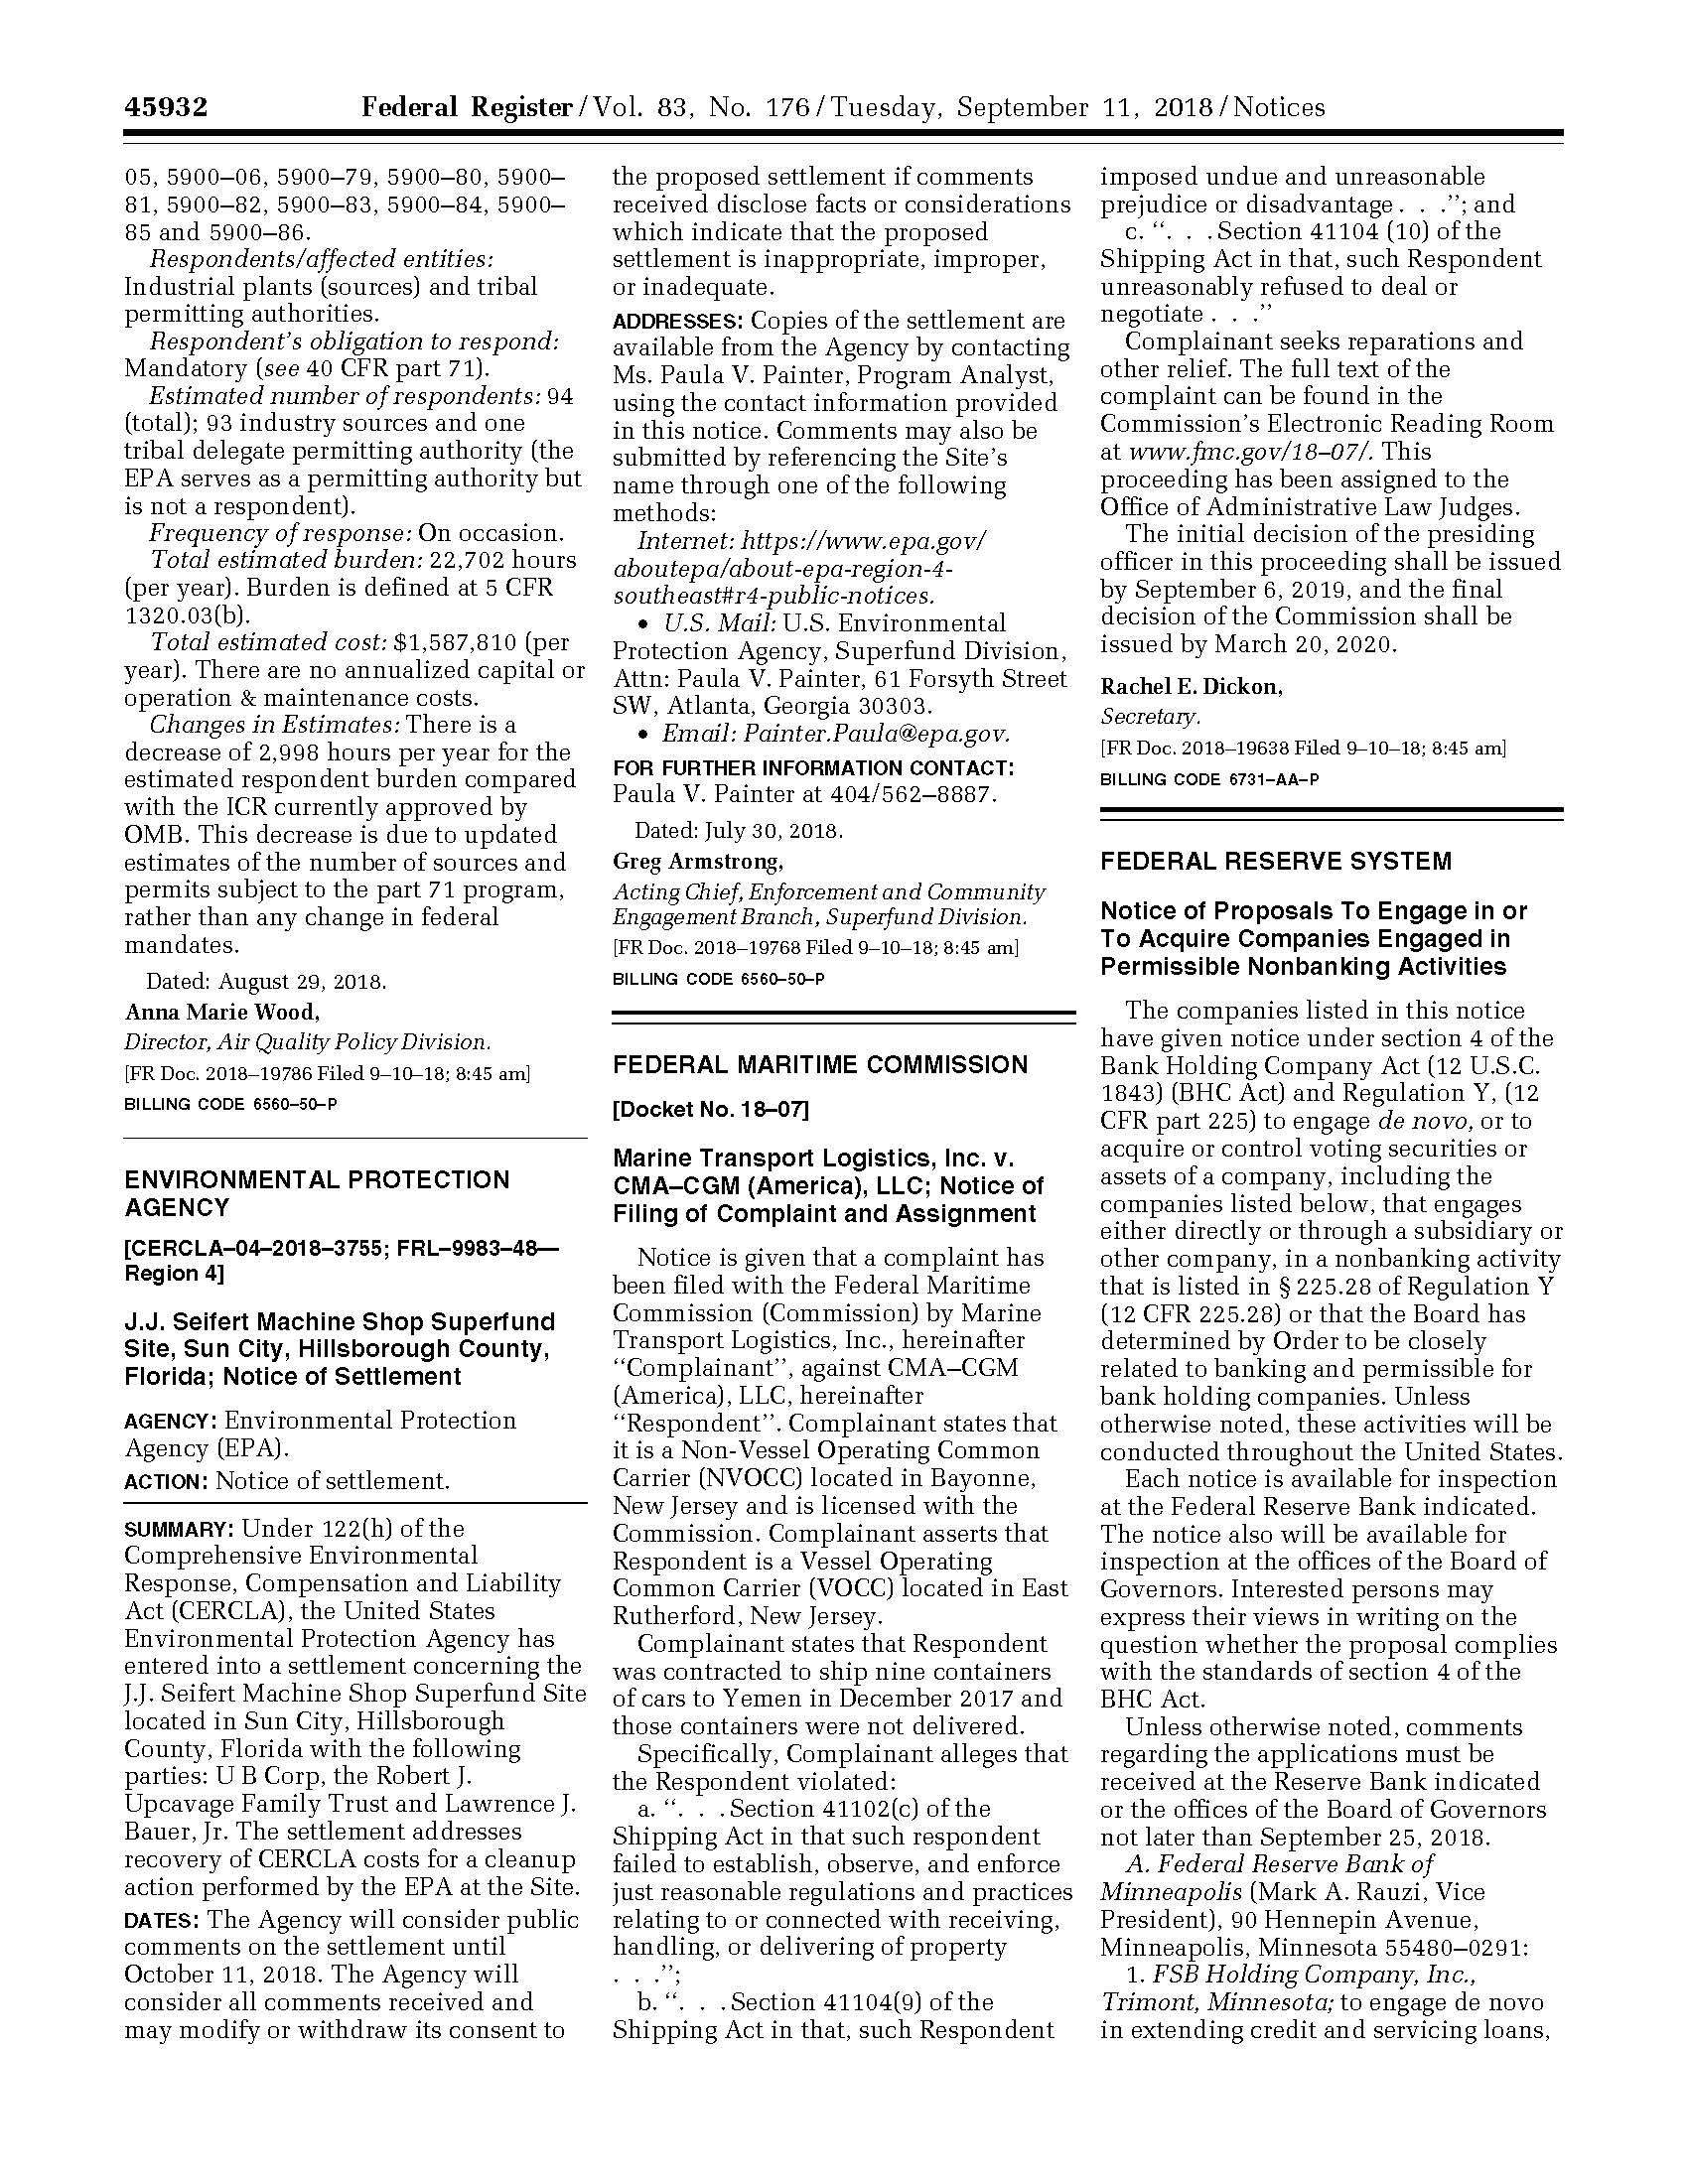 45932 Federal Register / Vol. 83, No. 176 / Tuesday, September 11, 2018 / Notices
05, 5900–06, 5900–79, 5900–80, 5900–
81, 5900–82, 5900–83, 5900–84, 5900–
85 and 5900–86.
Respondents/affected entities:
Industrial plants (sources) and tribal
permitting authorities.
Respondent's obligation to respond:
Mandatory (see 40 CFR part 71).
Estimated number of respondents: 94
(total); 93 industry sources and one
tribal delegate permitting authority (the
EPA serves as a permitting authority but
is not a respondent).
Frequency of response: On occasion.
Total estimated burden: 22,702 hours
(per year). Burden is defined at 5 CFR
1320.03(b).
Total estimated cost: $1,587,810 (per
year). There are no annualized capital or
operation & maintenance costs.
Changes in Estimates: There is a
decrease of 2,998 hours per year for the
estimated respondent burden compared
with the ICR currently approved by
OMB. This decrease is due to updated
estimates of the number of sources and
permits subject to the part 71 program,
rather than any change in federal
mandates.
Dated: August 29, 2018.
Anna Marie Wood,
Director, Air Quality Policy Division.
[FR Doc. 2018–19786 Filed 9–10–18; 8:45 am]
BILLING CODE 6560–50–P
ENVIRONMENTAL PROTECTION
AGENCY
[CERCLA–04–2018–3755; FRL–9983–48—
Region 4]
J.J. Seifert Machine Shop Superfund
Site, Sun City, Hillsborough County,
Florida; Notice of Settlement
AGENCY: Environmental Protection
Agency (EPA).
ACTION: Notice of settlement.
SUMMARY: Under 122(h) of the
Comprehensive Environmental
Response, Compensation and Liability
Act (CERCLA), the United States
Environmental Protection Agency has
entered into a settlement concerning the
J.J. Seifert Machine Shop Superfund Site
located in Sun City, Hillsborough
County, Florida with the following
parties: U B Corp, the Robert J.
Upcavage Family Trust and Lawrence J.
Bauer, Jr. The settlement addresses
recovery of CERCLA costs for a cleanup
action performed by the EPA at the Site.
DATES: The Agency will consider public
comments on the settlement until
October 11, 2018. The Agency will
consider all comments received and
may modify or withdraw its consent to
the proposed settlement if comments
received disclose facts or considerations
which indicate that the proposed
settlement is inappropriate, improper,
or inadequate.
ADDRESSES: Copies of the settlement are
available from the Agency by contacting
Ms. Paula V. Painter, Program Analyst,
using the contact information provided
in this notice. Comments may also be
submitted by referencing the Site's
name through one of the following
methods:
Internet: https://www.epa.gov/
aboutepa/about-epa-region-4-
southeast#r4-public-notices.
• U.S. Mail: U.S. Environmental
Protection Agency, Superfund Division,
Attn: Paula V. Painter, 61 Forsyth Street
SW, Atlanta, Georgia 30303.
• Email: Painter.Paula@epa.gov.
FOR FURTHER INFORMATION CONTACT:
Paula V. Painter at 404/562–8887.
Dated: July 30, 2018.
Greg Armstrong,
Acting Chief, Enforcement and Community
Engagement Branch, Superfund Division.
[FR Doc. 2018–19768 Filed 9–10–18; 8:45 am]
BILLING CODE 6560–50–P
FEDERAL MARITIME COMMISSION
[Docket No. 18–07]
Marine Transport Logistics, Inc. v.
CMA–CGM (America), LLC; Notice of
Filing of Complaint and Assignment
Notice is given that a complaint has
been filed with the Federal Maritime
Commission (Commission) by Marine
Transport Logistics, Inc., hereinafter
‘‘Complainant’’, against CMA–CGM
(America), LLC, hereinafter
‘‘Respondent’’. Complainant states that
it is a Non-Vessel Operating Common
Carrier (NVOCC) located in Bayonne,
New Jersey and is licensed with the
Commission. Complainant asserts that
Respondent is a Vessel Operating
Common Carrier (VOCC) located in East
Rutherford, New Jersey.
Complainant states that Respondent
was contracted to ship nine containers
of cars to Yemen in December 2017 and
those containers were not delivered.
Specifically, Complainant alleges that
the Respondent violated:
a. ‘‘. . . Section 41102(c) of the
Shipping Act in that such respondent
failed to establish, observe, and enforce
just reasonable regulations and practices
relating to or connected with receiving,
handling, or delivering of property
. . .’’;
b. ‘‘. . . Section 41104(9) of the
Shipping Act in that, such Respondent
imposed undue and unreasonable
prejudice or disadvantage . . .’’; and
c. ‘‘. . . Section 41104 (10) of the
Shipping Act in that, such Respondent
unreasonably refused to deal or
negotiate . . .’’
Complainant seeks reparations and
other relief. The full text of the
complaint can be found in the
Commission's Electronic Reading Room
at www.fmc.gov/18–07/. This
proceeding has been assigned to the
Office of Administrative Law Judges.
The initial decision of the presiding
officer in this proceeding shall be issued
by September 6, 2019, and the final
decision of the Commission shall be
issued by March 20, 2020.
Rachel E. Dickon,
Secretary.
[FR Doc. 2018–19638 Filed 9–10–18; 8:45 am]
BILLING CODE 6731–AA–P
FEDERAL RESERVE SYSTEM
Notice of Proposals To Engage in or
To Acquire Companies Engaged in
Permissible Nonbanking Activities
The companies listed in this notice
have given notice under section 4 of the
Bank Holding Company Act (12 U.S.C.
1843) (BHC Act) and Regulation Y, (12
CFR part 225) to engage de novo, or to
acquire or control voting securities or
assets of a company, including the
companies listed below, that engages
either directly or through a subsidiary or
other company, in a nonbanking activity
that is listed in § 225.28 of Regulation Y
(12 CFR 225.28) or that the Board has
determined by Order to be closely
related to banking and permissible for
bank holding companies. Unless
otherwise noted, these activities will be
conducted throughout the United States.
Each notice is available for inspection
at the Federal Reserve Bank indicated.
The notice also will be available for
inspection at the offices of the Board of
Governors. Interested persons may
express their views in writing on the
question whether the proposal complies
with the standards of section 4 of the
BHC Act.
Unless otherwise noted, comments
regarding the applications must be
received at the Reserve Bank indicated
or the offices of the Board of Governors
not later than September 25, 2018.
A. Federal Reserve Bank of
Minneapolis (Mark A. Rauzi, Vice
President), 90 Hennepin Avenue,
Minneapolis, Minnesota 55480–0291:
1. FSB Holding Company, Inc.,
Trimont, Minnesota; to engage de novo
in extending credit and servicing loans,